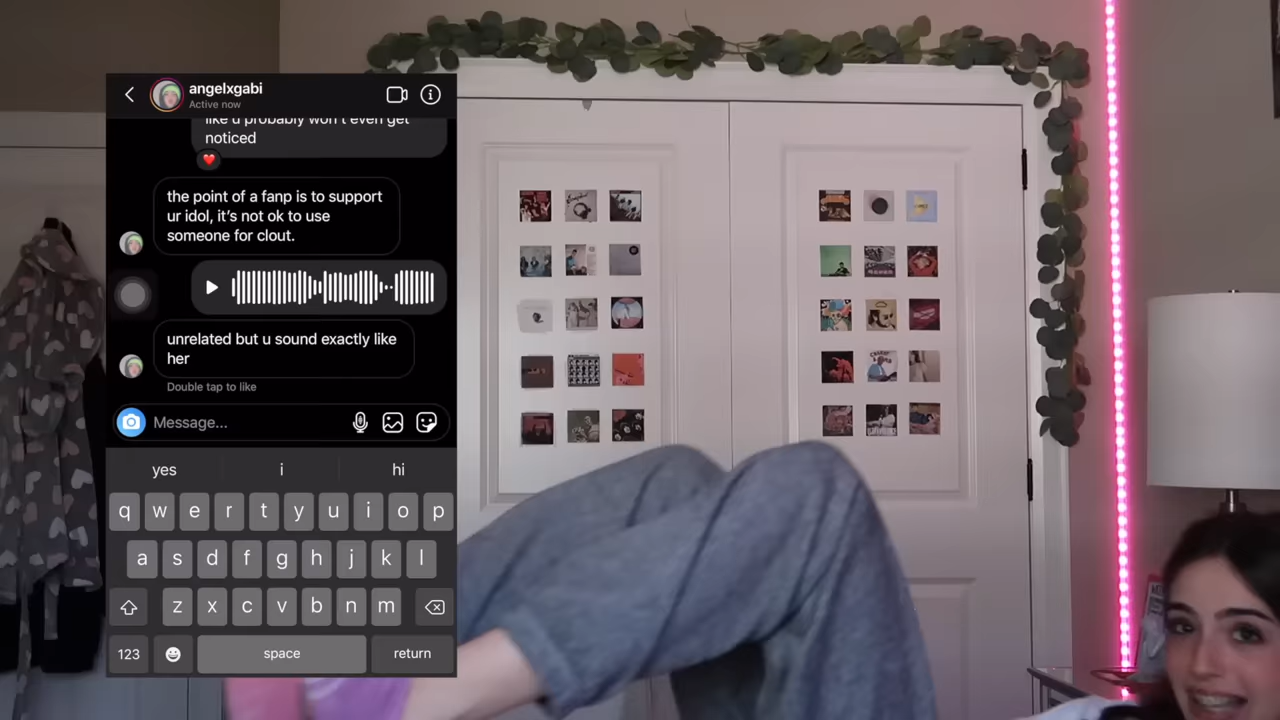 angelxgabi
Active now
like u probably won't even get
noticed
the point of a fanp is to support
ur idol, it's not ok to use
someone for clout.
unrelated but u sound exactly like
her
Double tap to like
Message...
yes i hi
q w e r t y u i o p
a s d f g h j k l
z x c v b n m
123 space return